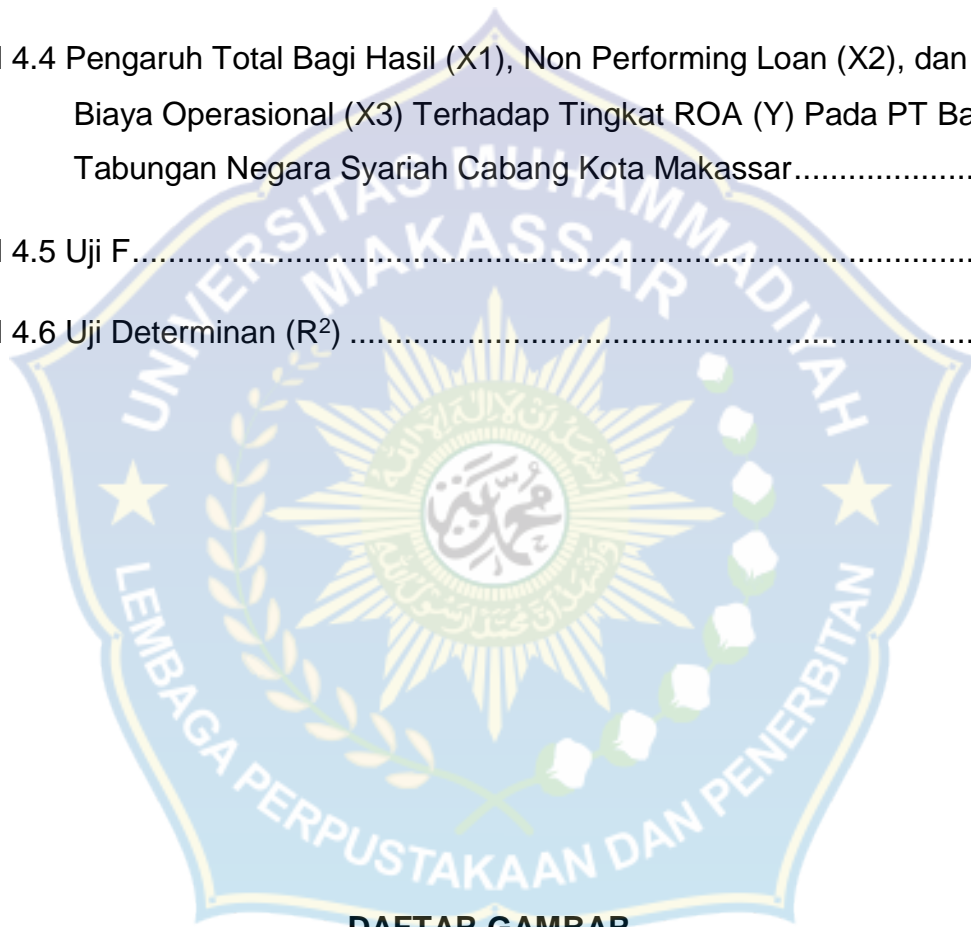 4.4 Pengaruh Total Bagi Hasil (X1), Non Performing Loan (X2), dan
Biaya Operasional (X3) Terhadap Tingkat ROA (Y) Pada PT
Tabungan Negara Syariah Cabang Kota Makassar.....................
4.5 Uji F...............................................................................................
4.6 Uji Determinan (R²) .......................................................................
UNIVERSITAS MUHAMMADIYAH
MAKASSAR
LEMBAGA PERPUSTAKAAN DAN PENERBITAN
DAFTAR GAMBAR